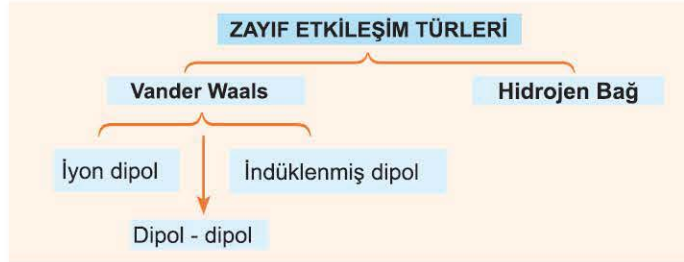 ZAYIF ETKİLEŞİM TÜRLERİ
Vander Waals
Hidrojen Bağ
İyon dipol
İndüklenmiş dipol
Dipol - dipol